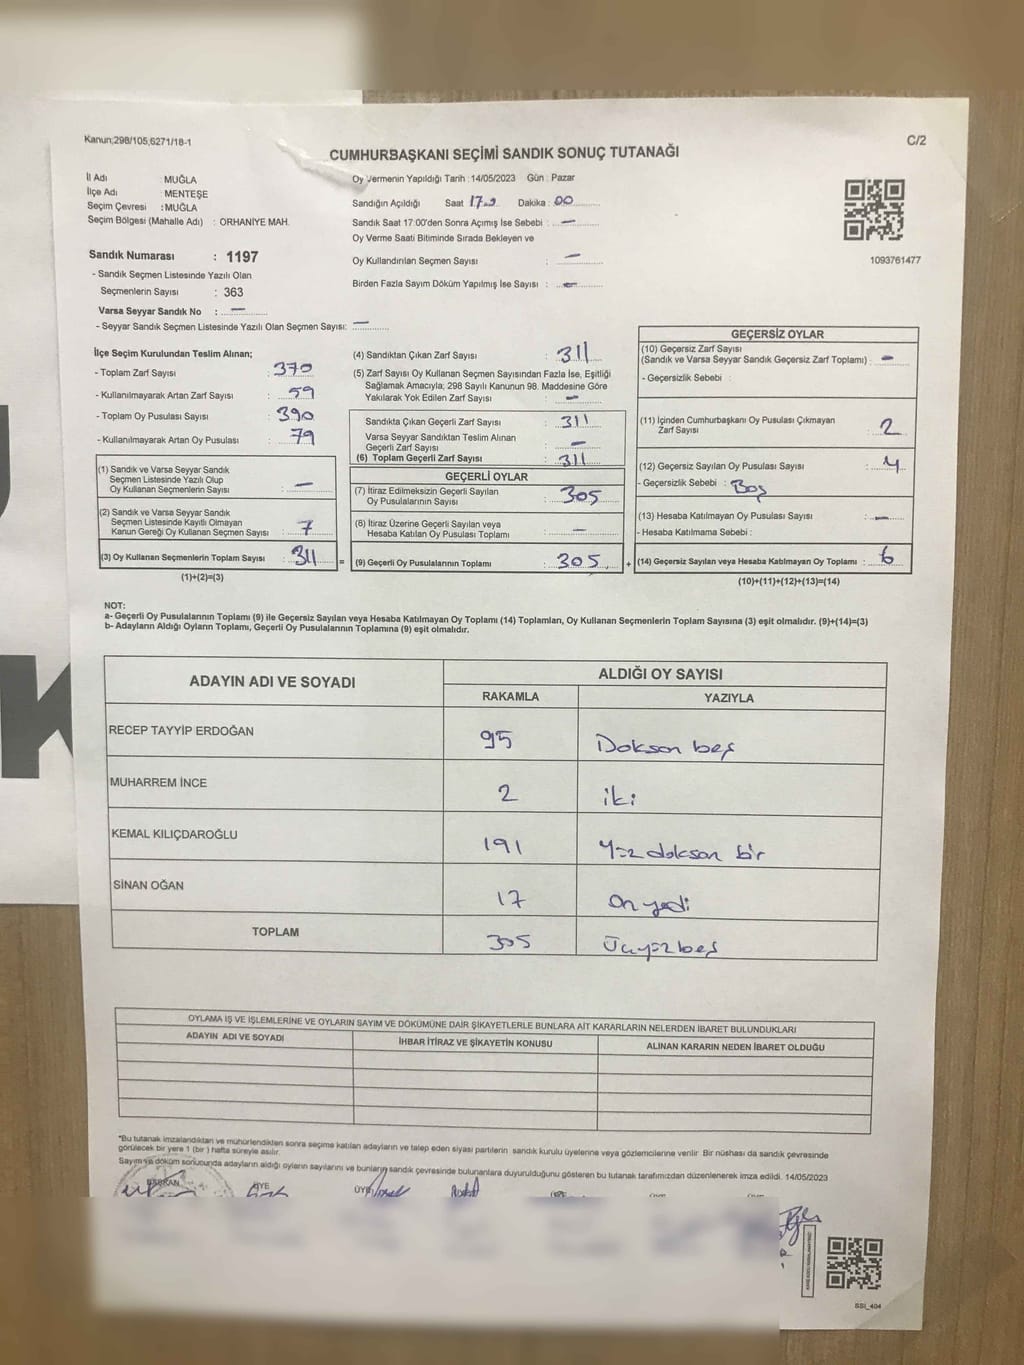 Kanun;298/105,6271/18-1
C/2
CUMHURBAŞKANI SEÇİMİ SANDIK SONUÇ TUTANAĞI
İl Adı : MUĞLA
İlçe Adı : MENTEŞE
Seçim Çevresi : MUĞLA
Seçim Bölgesi (Mahalle Adı) : ORHANİYE MAH.
Sandık Numarası : 1197
- Sandık Seçmen Listesinde Yazılı Olan
Seçmenlerin Sayısı : 363
Varsa Seyyar Sandık No : —
- Seyyar Sandık Seçmen Listesinde Yazılı Olan Seçmen Sayısı: —
Oy Vermenin Yapıldığı Tarih : 14/05/2023 Gün : Pazar
Sandığın Açıldığı Saat Dakika : 00
Sandık Saat 17:00'den Sonra Açımış İse Sebebi : —
Oy Verme Saati Bitiminde Sırada Bekleyen ve
Oy Kullandırılan Seçmen Sayısı : —
Birden Fazla Sayım Döküm Yapılmış İse Sayısı : —
1093761477
İlçe Seçim Kurulundan Teslim Alınan;
- Toplam Zarf Sayısı : 370
- Kullanılmayarak Artan Zarf Sayısı : 59
- Toplam Oy Pusulası Sayısı : 390
- Kullanılmayarak Artan Oy Pusulası : 79
(1) Sandık ve Varsa Seyyar Sandık
Seçmen Listesinde Yazılı Olup
Oy Kullanan Seçmenlerin Sayısı : —
(2) Sandık ve Varsa Seyyar Sandık
Seçmen Listesinde Kayıtlı Olmayan
Kanun Gereği Oy Kullanan Seçmen Sayısı : 7
(3) Oy Kullanan Seçmenlerin Toplam Sayısı : 311 =
(1)+(2)=(3)
(4) Sandıktan Çıkan Zarf Sayısı : 311
(5) Zarf Sayısı Oy Kullanan Seçmen Sayısından Fazla İse, Eşitliği
Sağlamak Amacıyla; 298 Sayılı Kanunun 98. Maddesine Göre
Yakılarak Yok Edilen Zarf Sayısı : —
Sandıkta Çıkan Geçerli Zarf Sayısı : 311
Varsa Seyyar Sandıktan Teslim Alınan
Geçerli Zarf Sayısı : —
(6) Toplam Geçerli Zarf Sayısı : 311
GEÇERLİ OYLAR
(7) İtiraz Edilmeksizin Geçerli Sayılan
Oy Pusulalarının Sayısı : 305
(8) İtiraz Üzerine Geçerli Sayılan veya
Hesaba Katılan Oy Pusulası Toplamı : —
(9) Geçerli Oy Pusulalarının Toplamı : 305 +
GEÇERSİZ OYLAR
(10) Geçersiz Zarf Sayısı
(Sandık ve Varsa Seyyar Sandık Geçersiz Zarf Toplamı) : —
- Geçersizlik Sebebi :
(11) İçinden Cumhurbaşkanı Oy Pusulası Çıkmayan
Zarf Sayısı : 2
(12) Geçersiz Sayılan Oy Pusulası Sayısı : 4
- Geçersizlik Sebebi : Boş
(13) Hesaba Katılmayan Oy Pusulası Sayısı : —
- Hesaba Katılmama Sebebi :
(14) Geçersiz Sayılan veya Hesaba Katılmayan Oy Toplamı : 6
(10)+(11)+(12)+(13)=(14)
NOT:
a- Geçerli Oy Pusulalarının Toplamı (9) ile Geçersiz Sayılan veya Hesaba Katılmayan Oy Toplamı (14) Toplamları, Oy Kullanan Seçmenlerin Toplam Sayısına (3) eşit olmalıdır. (9)+(14)=(3)
b- Adayların Aldığı Oyların Toplamı, Geçerli Oy Pusulalarının Toplamına (9) eşit olmalıdır.
ADAYIN ADI VE SOYADI
ALDIĞI OY SAYISI
RAKAMLA YAZIYLA
RECEP TAYYİP ERDOĞAN 95 Doksan beş
MUHARREM İNCE 2 iki
KEMAL KILIÇDAROĞLU 191 Yüz doksan bir
SİNAN OĞAN 17 On yedi
TOPLAM 305 Üçyüzbeş
OYLAMA İŞ VE İŞLEMLERİNE VE OYLARIN SAYIM VE DÖKÜMÜNE DAİR ŞİKAYETLERLE BUNLARA AİT KARARLARIN NELERDEN İBARET BULUNDUKLARI
ADAYIN ADI VE SOYADI İHBAR İTİRAZ VE ŞİKAYETİN KONUSU ALINAN KARARIN NEDEN İBARET OLDUĞU
"Bu tutanak imzalandıktan ve mühürlendikten sonra seçime katılan adayların ve talep eden siyasi partilerin sandık kurulu üyelerine veya gözlemcilerine verilir. Bir nüshası da sandık çevresinde
görülecek bir yere 1 (bir) hafta süreyle asılır.
Sayım ve döküm sonucunda adayların aldığı oyların sayılarını ve bunların sandık çevresinde bulunanlara duyurulduğunu gösteren bu tutanak tarafımızdan düzenlenerek imza edildi. 14/05/2023
BAŞKAN ÜYE ÜYE
SSI_404